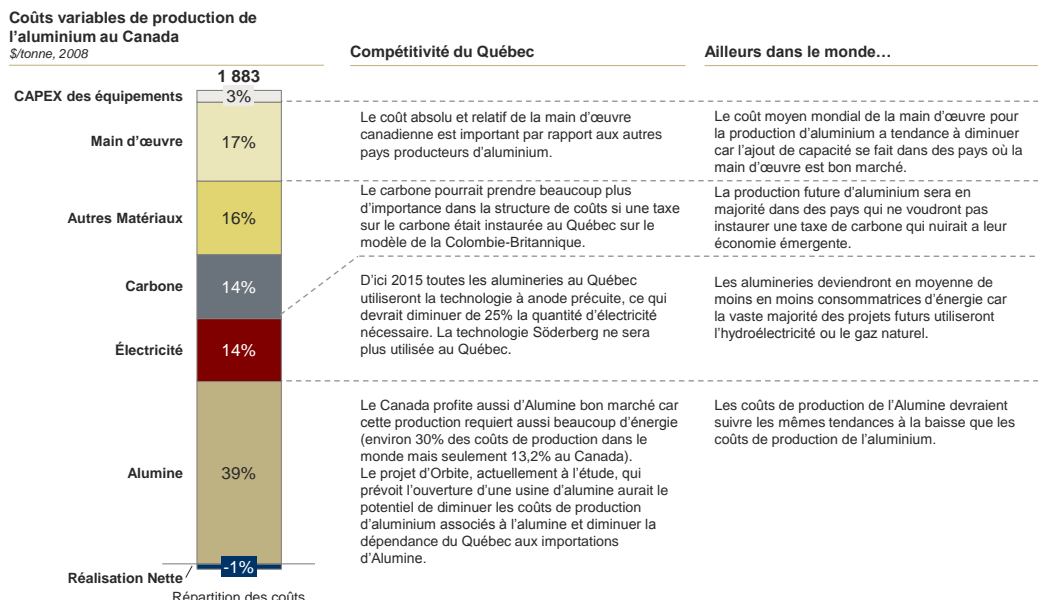 Coûts variables de production de
l'aluminium au Canada
$/tonne, 2008
Compétitivité du Québec
Ailleurs dans le monde…
1 883
CAPEX des équipements
3%
Main d'œuvre
17%
Le coût absolu et relatif de la main d'œuvre
canadienne est important par rapport aux autres
pays producteurs d'aluminium.
Le coût moyen mondial de la main d'œuvre pour
la production d'aluminium a tendance à diminuer
car l'ajout de capacité se fait dans des pays où la
main d'œuvre est bon marché.
Autres Matériaux
16%
Le carbone pourrait prendre beaucoup plus
d'importance dans la structure de coûts si une taxe
sur le carbone était instaurée au Québec sur le
modèle de la Colombie-Britannique.
La production future d'aluminium sera en
majorité dans des pays qui ne voudront pas
instaurer une taxe de carbone qui nuirait a leur
économie émergente.
Carbone
14%
Électricité
14%
D'ici 2015 toutes les alumineries au Québec
utiliseront la technologie à anode précuite, ce qui
devrait diminuer de 25% la quantité d'électricité
nécessaire. La technologie Söderberg ne sera
plus utilisée au Québec.
Les alumineries deviendront en moyenne de
moins en moins consommatrices d'énergie car
la vaste majorité des projets futurs utiliseront
l'hydroélectricité ou le gaz naturel.
Alumine
39%
Le Canada profite aussi d'Alumine bon marché car
cette production requiert aussi beaucoup d'énergie
(environ 30% des coûts de production dans le
monde mais seulement 13,2% au Canada).
Le projet d'Orbite, actuellement à l'étude, qui
prévoit l'ouverture d'une usine d'alumine aurait le
potentiel de diminuer les coûts de production
d'aluminium associés à l'alumine et diminuer la
dépendance du Québec aux importations
d'Alumine.
Les coûts de production de l'Alumine devraient
suivre les mêmes tendances à la baisse que les
coûts de production de l'aluminium.
Réalisation Nette
-1%
Répartition des coûts